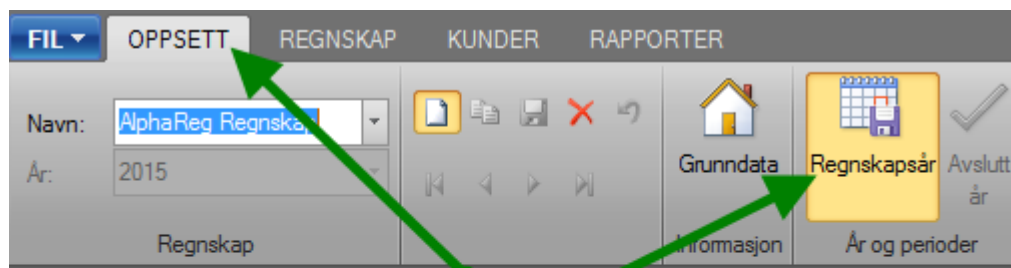 FIL OPPSETT REGNSKAP KUNDER RAPPORTER
Navn: AlphaReg Regnskap
År: 2015
Grunndata
Regnskapsår
Avslutt
år
Regnskap
Informasjon
År og perioder